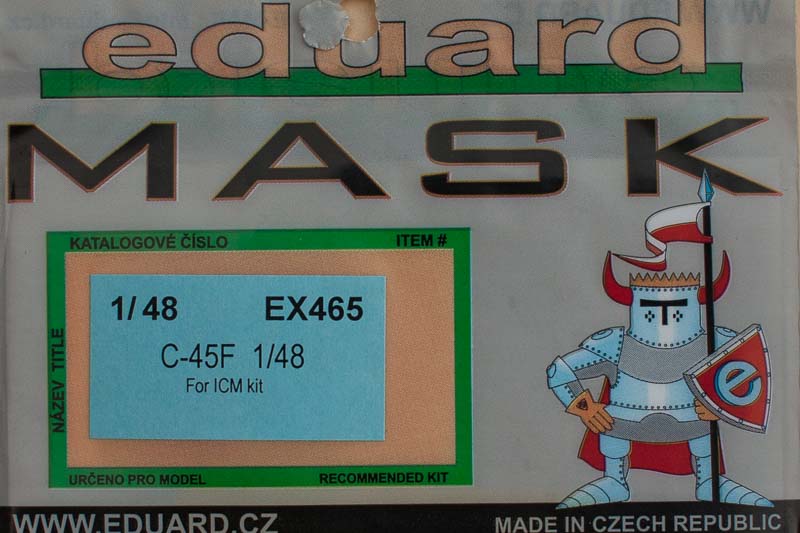 eduard
MASK
KATALOGOVÉ ČÍSLO ITEM #
1/48 EX465
C-45F 1/48
For ICM kit
NÁZEV TITLE
URČENO PRO MODEL RECOMMENDED KIT
e
WWW.EDUARD.CZ MADE IN CZECH REPUBLIC